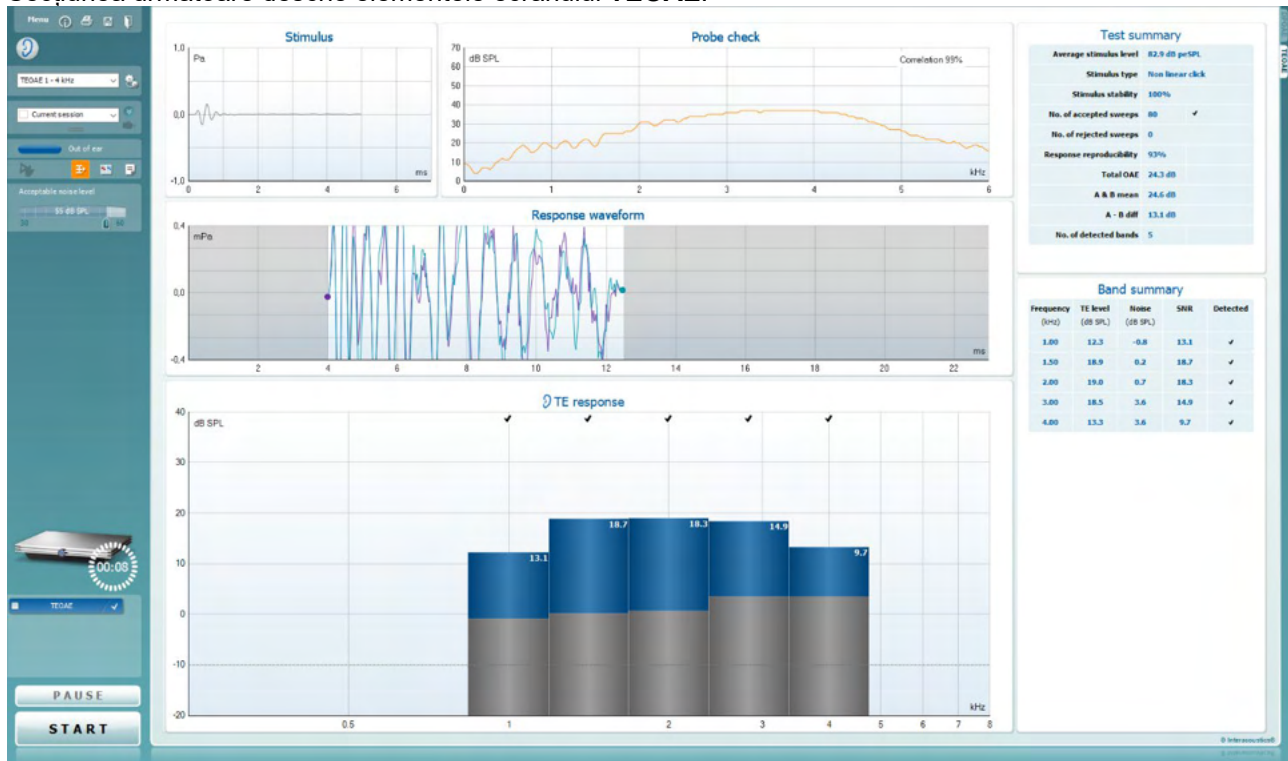 Secțiunea următoare descrie elementele ecranului TEOAE.
Menu
TEOAE 1 - 4 kHz
Current session
Out of ear
Acceptable noise level
55 dB SPL
30 60
00:08
TEOAE
PAUSE
START
Stimulus
1,0
Pa
0,0
-1,0
ms
0 2 4 6
Probe check
70
dB SPL
Correlation 99%
60
50
40
30
20
10
0
kHz
0 1 2 3 4 5 6
Response waveform
0,4
mPa
0,0
-0,4
ms
2 4 6 8 10 12 14 16 18 20 22
TE response
40
dB SPL
30
20
10
0
-10
-20
13.1 18.7 18.3 14.9 9.7
kHz
0.5 1 2 3 4 5 6 7 8
Test summary
Average stimulus level 82.9 dB peSPL
Stimulus type Non linear click
Stimulus stability 100%
No. of accepted sweeps 80 ✓
No. of rejected sweeps 0
Response reproducibility 93%
Total OAE 24.3 dB
A & B mean 24.6 dB
A - B diff 13.1 dB
No. of detected bands 5
Band summary
Frequency TE level Noise SNR Detected
(kHz) (dB SPL) (dB SPL)
1.00 12.3 -0.8 13.1 ✓
1.50 18.9 0.2 18.7 ✓
2.00 19.0 0.7 18.3 ✓
3.00 18.5 3.6 14.9 ✓
4.00 13.3 3.6 9.7 ✓
TEOAE
© Interacoustics®